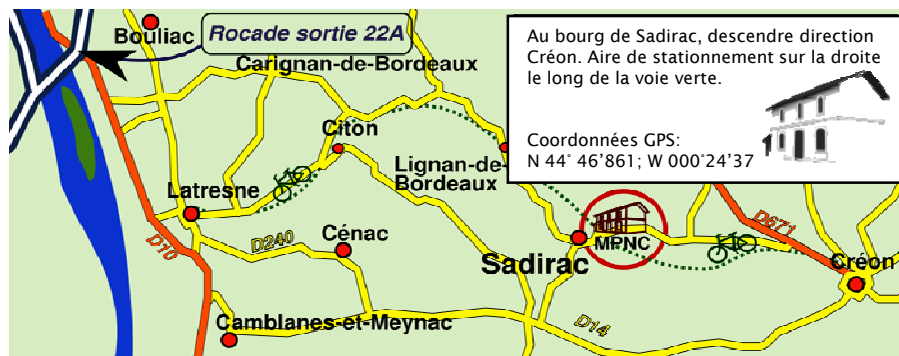 Bouliac
Rocade sortie 22A
Carignan-de-Bordeaux
Au bourg de Sadirac, descendre direction
Créon. Aire de stationnement sur la droite
le long de la voie verte.
Coordonnées GPS:
N 44° 46’861; W 000°24’37
Citon
Lignan-de-
Bordeaux
Latresne
D10
D240
Cénac
Sadirac
MPNC
D671
Créon
Camblanes-et-Meynac
D14